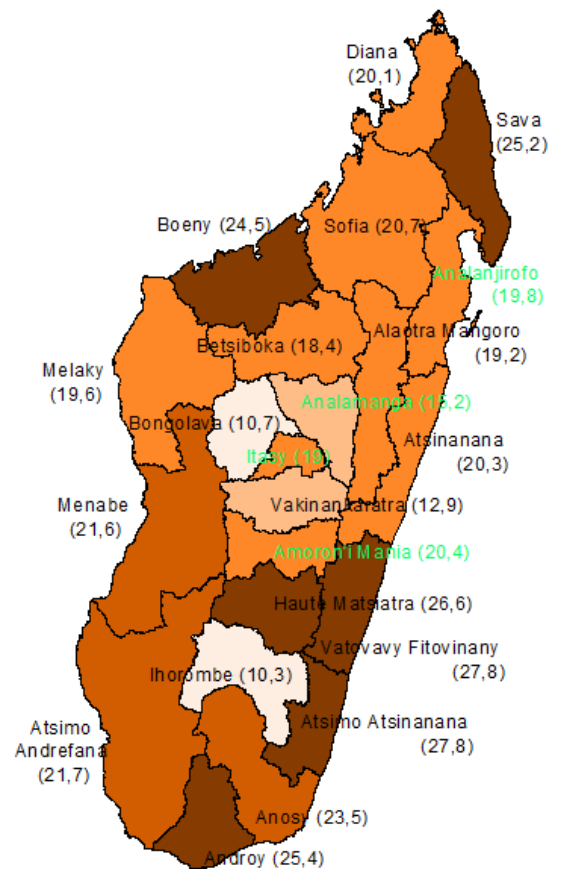 Diana
(20,1)
Sava
(25,2)
Boeny (24,5)
Sofia (20,7)
Analanjirofo
(19,8)
Alaotra Mangoro
(19,2)
Betsiboka (18,4)
Melaky
(19,6)
Analamanga (15,2)
Bongolava (10,7)
Atsinanana
(20,3)
Itasy (19)
Menabe
(21,6)
Vakinankaratra (12,9)
Amoron'i Mania (20,4)
Haute Matsiatra (26,6)
Vatovavy Fitovinany
(27,8)
Ihorombe (10,3)
Atsimo Atsinanana
(27,8)
Atsimo
Andrefana
(21,7)
Anosy (23,5)
Androy (25,4)